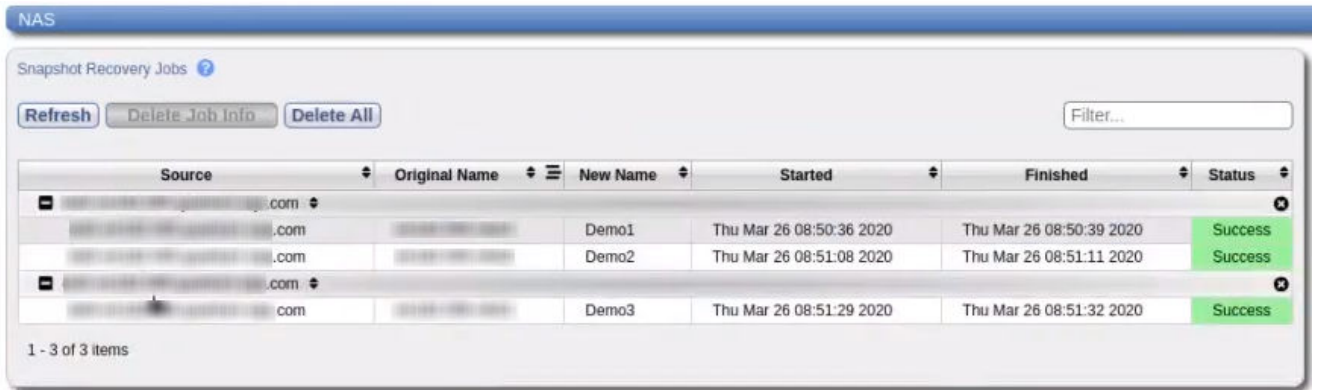 NAS
Snapshot Recovery Jobs ?
Refresh Delete Job Info Delete All Filter...
Source Original Name New Name Started Finished Status
.com
.com Demo1 Thu Mar 26 08:50:36 2020 Thu Mar 26 08:50:39 2020 Success
.com Demo2 Thu Mar 26 08:51:08 2020 Thu Mar 26 08:51:11 2020 Success
.com
com Demo3 Thu Mar 26 08:51:29 2020 Thu Mar 26 08:51:32 2020 Success
1 - 3 of 3 items